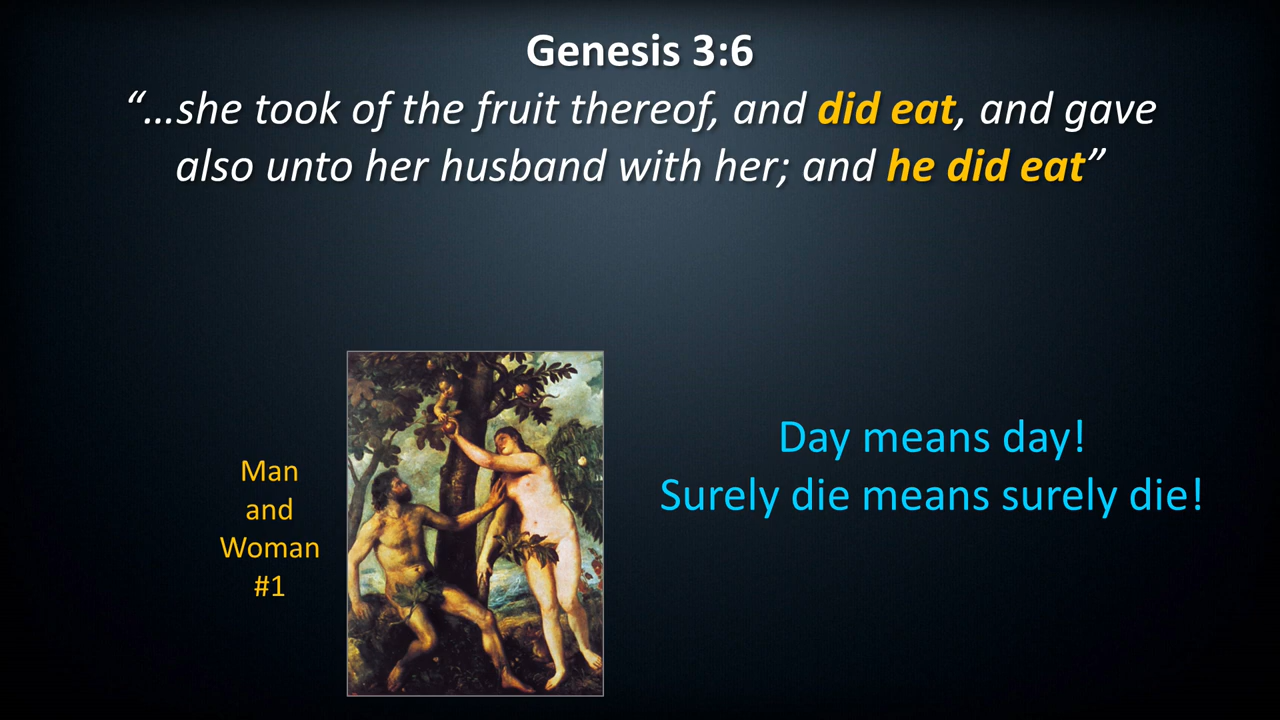 Genesis 3:6
“…she took of the fruit thereof, and did eat, and gave
also unto her husband with her; and he did eat”
Man
and
Woman
#1
Day means day!
Surely die means surely die!